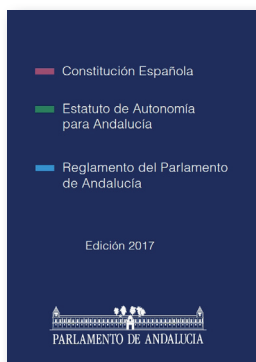 Constitución Española
Estatuto de Autonomía
para Andalucía
Reglamento del Parlamento
de Andalucía
Edición 2017
PARLAMENTO DE ANDALUCIA